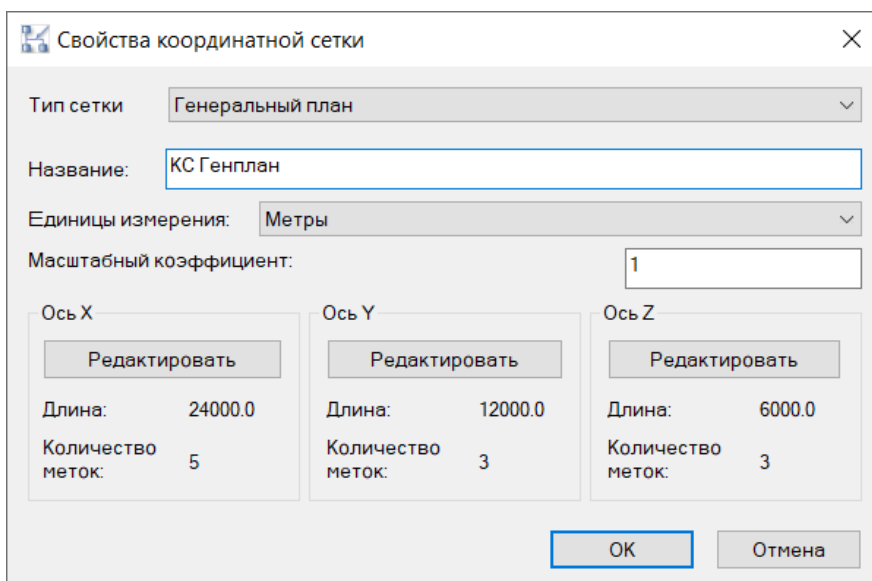 Свойства координатной сетки
Тип сетки Генеральный план
Название: КС Генплан
Единицы измерения: Метры
Масштабный коэффициент: 1
Ось X Ось Y Ось Z
Редактировать Редактировать Редактировать
Длина: 24000.0 Длина: 12000.0 Длина: 6000.0
Количество меток: 5 Количество меток: 3 Количество меток: 3
OK Отмена